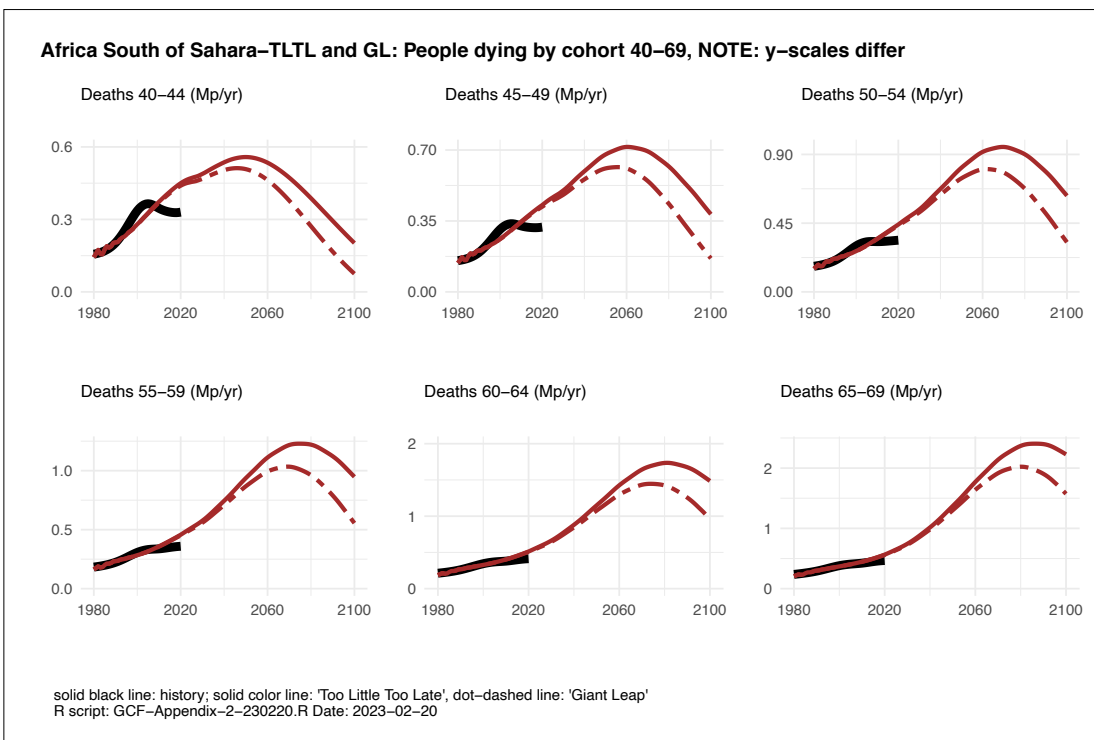 Africa South of Sahara−TLTL and GL: People dying by cohort 40−69, NOTE: y−scales differ
Deaths 40−44 (Mp/yr)
0.6
0.3
0.0
1980 2020 2060 2100
Deaths 45−49 (Mp/yr)
0.70
0.35
0.00
1980 2020 2060 2100
Deaths 50−54 (Mp/yr)
0.90
0.45
0.00
1980 2020 2060 2100
Deaths 55−59 (Mp/yr)
1.0
0.5
0.0
1980 2020 2060 2100
Deaths 60−64 (Mp/yr)
2
1
0
1980 2020 2060 2100
Deaths 65−69 (Mp/yr)
2
1
0
1980 2020 2060 2100
solid black line: history; solid color line: 'Too Little Too Late', dot−dashed line: 'Giant Leap'
R script: GCF−Appendix−2−230220.R Date: 2023−02−20